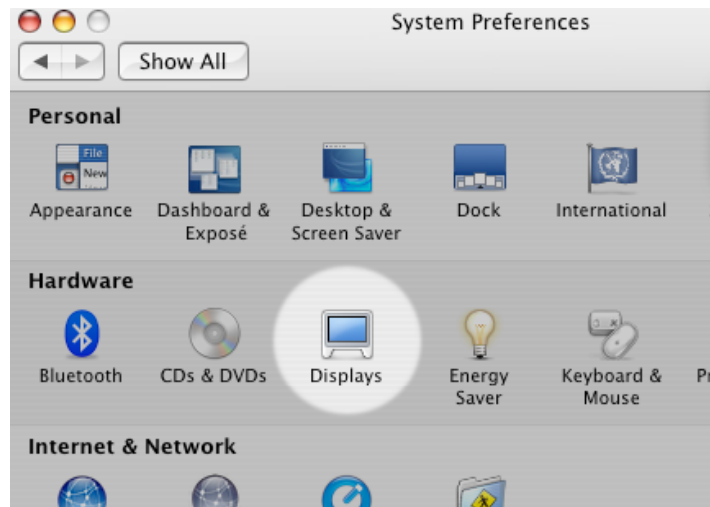 System Preferences
Show All
Personal
File
New
Appearance
Dashboard &
Exposé
Desktop &
Screen Saver
Dock
International
Hardware
Bluetooth
CDs & DVDs
Displays
Energy
Saver
Keyboard &
Mouse
Internet & Network